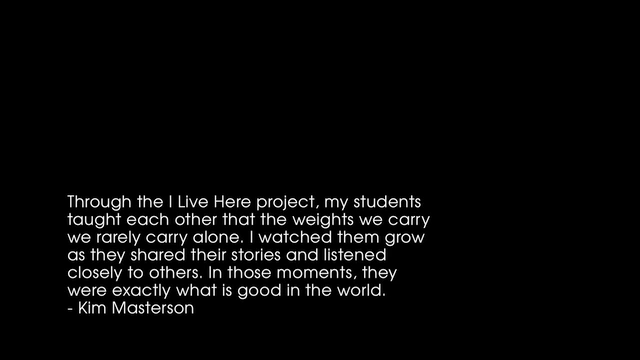 Through the I Live Here project, my students
taught each other that the weights we carry
we rarely carry alone. I watched them grow
as they shared their stories and listened
closely to others. In those moments, they
were exactly what is good in the world.
- Kim Masterson